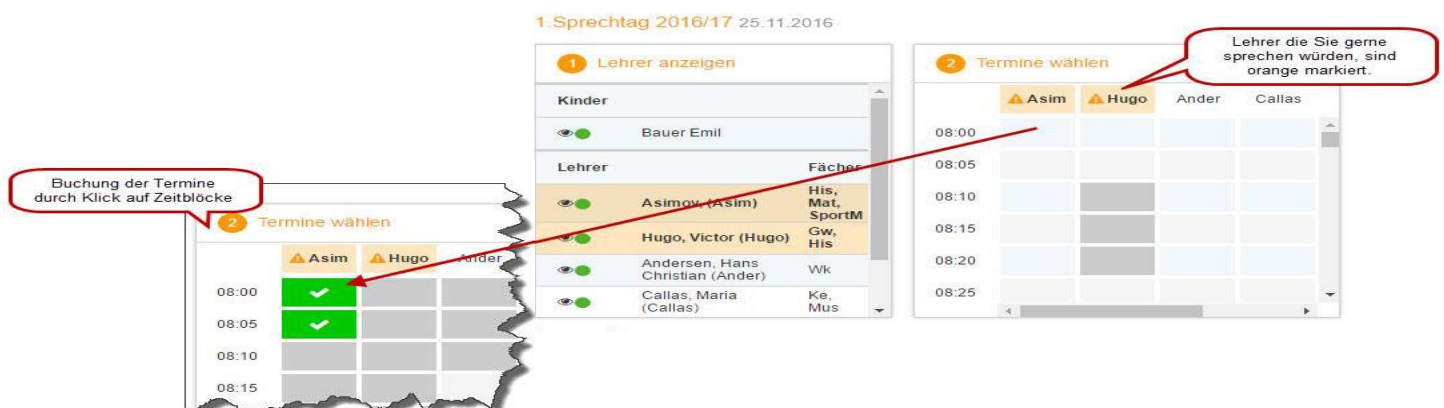 1.Sprechtag 2016/17 25.11.2016
1 Lehrer anzeigen
Kinder
Bauer Emil
Lehrer Fächer
Asimov, (Asim) His, Mat, SportM
Hugo, Victor (Hugo) Gw, His
Andersen, Hans Christian (Ander) Wk
Callas, Maria (Callas) Ke, Mus
2 Termine wählen
Lehrer die Sie gerne
sprechen würden, sind
orange markiert.
Asim Hugo Ander Callas
08:00
08:05
08:10
08:15
08:20
08:25
Buchung der Termine
durch Klick auf Zeitblöcke
2 Termine wählen
Asim Hugo Ander
08:00
08:05
08:10
08:15